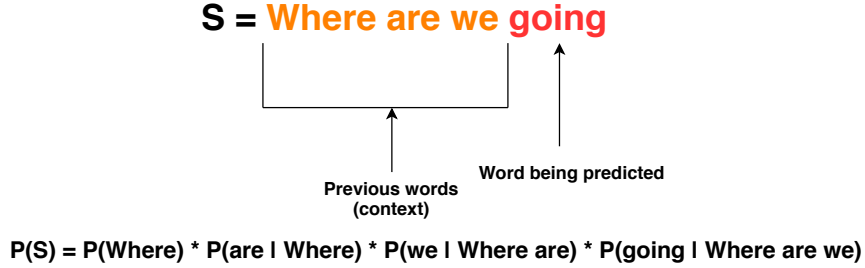 S = Where are we going
Previous words
(context)
Word being predicted
P(S) = P(Where) * P(are | Where) * P(we | Where are) * P(going | Where are we)